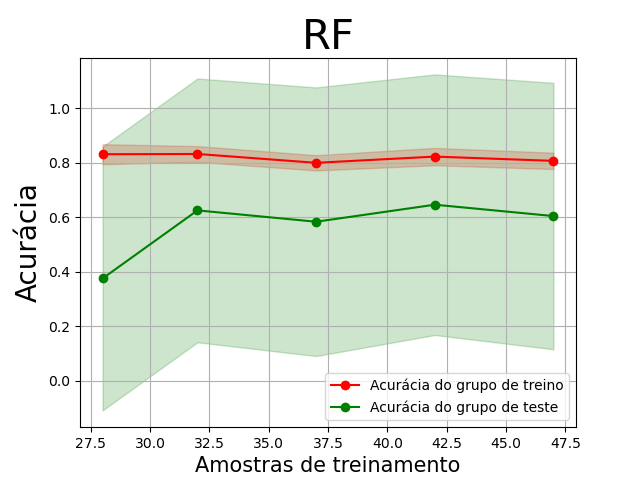 RF
Acurácia
1.0
0.8
0.6
0.4
0.2
0.0
Acurácia do grupo de treino
Acurácia do grupo de teste
27.5 30.0 32.5 35.0 37.5 40.0 42.5 45.0 47.5
Amostras de treinamento